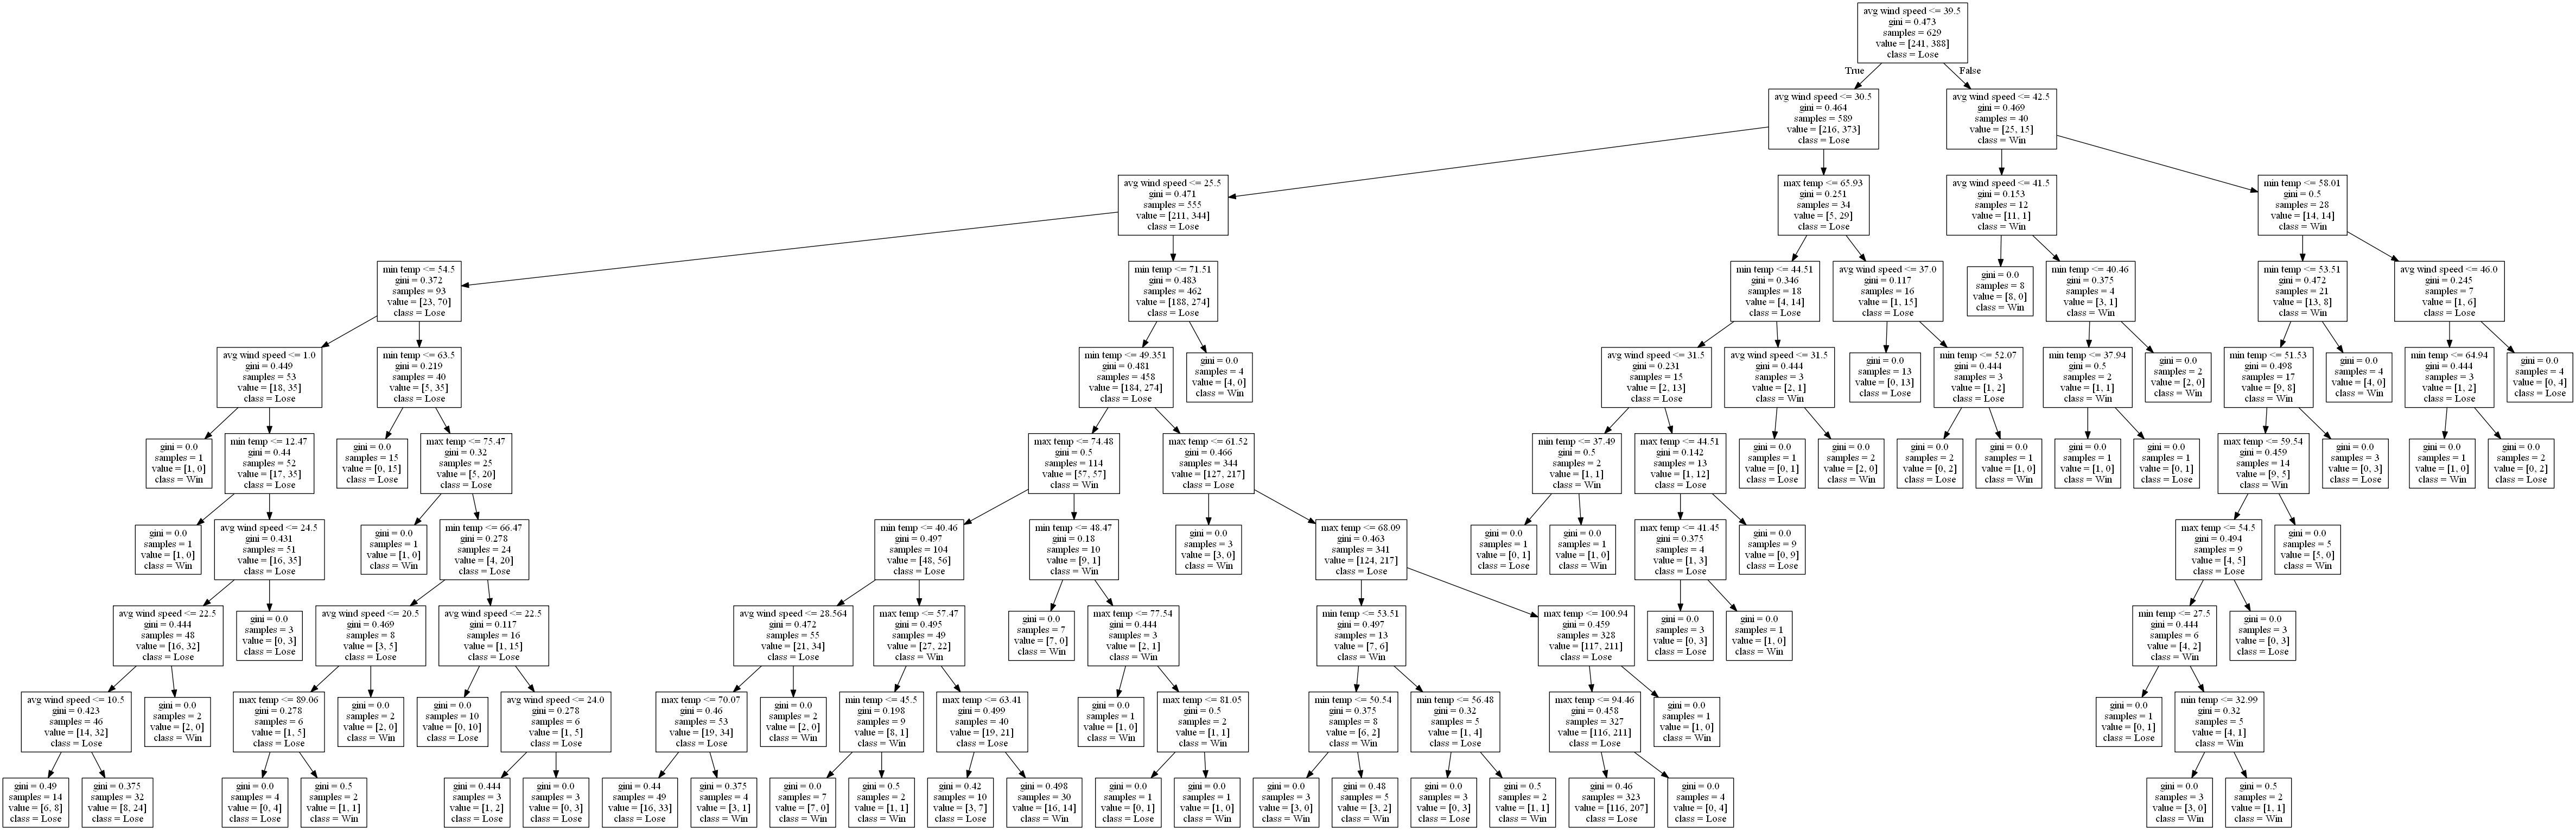 avg wind speed <= 39.5
gini = 0.473
samples = 629
value = [241, 388]
class = Lose
True
False
avg wind speed <= 30.5
gini = 0.464
samples = 589
value = [216, 373]
class = Lose
avg wind speed <= 42.5
gini = 0.469
samples = 40
value = [25, 15]
class = Win
avg wind speed <= 25.5
gini = 0.471
samples = 555
value = [211, 344]
class = Lose
max temp <= 65.93
gini = 0.251
samples = 34
value = [5, 29]
class = Lose
avg wind speed <= 41.5
gini = 0.153
samples = 12
value = [11, 1]
class = Win
min temp <= 58.01
gini = 0.5
samples = 28
value = [14, 14]
class = Win
min temp <= 54.5
gini = 0.372
samples = 93
value = [23, 70]
class = Lose
min temp <= 71.51
gini = 0.483
samples = 462
value = [188, 274]
class = Lose
min temp <= 44.51
gini = 0.346
samples = 18
value = [4, 14]
class = Lose
avg wind speed <= 37.0
gini = 0.117
samples = 16
value = [1, 15]
class = Lose
gini = 0.0
samples = 8
value = [8, 0]
class = Win
min temp <= 40.46
gini = 0.375
samples = 4
value = [3, 1]
class = Win
min temp <= 53.51
gini = 0.472
samples = 21
value = [13, 8]
class = Win
avg wind speed <= 46.0
gini = 0.245
samples = 7
value = [1, 6]
class = Lose
avg wind speed <= 1.0
gini = 0.449
samples = 53
value = [18, 35]
class = Lose
min temp <= 63.5
gini = 0.219
samples = 40
value = [5, 35]
class = Lose
min temp <= 49.351
gini = 0.481
samples = 458
value = [184, 274]
class = Lose
gini = 0.0
samples = 4
value = [4, 0]
class = Win
avg wind speed <= 31.5
gini = 0.231
samples = 15
value = [2, 13]
class = Lose
avg wind speed <= 31.5
gini = 0.444
samples = 3
value = [2, 1]
class = Win
gini = 0.0
samples = 13
value = [0, 13]
class = Lose
min temp <= 52.07
gini = 0.444
samples = 3
value = [1, 2]
class = Lose
min temp <= 37.94
gini = 0.5
samples = 2
value = [1, 1]
class = Win
gini = 0.0
samples = 2
value = [2, 0]
class = Win
min temp <= 51.53
gini = 0.498
samples = 17
value = [9, 8]
class = Win
gini = 0.0
samples = 4
value = [4, 0]
class = Win
min temp <= 64.94
gini = 0.444
samples = 3
value = [1, 2]
class = Lose
gini = 0.0
samples = 4
value = [0, 4]
class = Lose
gini = 0.0
samples = 1
value = [1, 0]
class = Win
min temp <= 12.47
gini = 0.44
samples = 52
value = [17, 35]
class = Lose
gini = 0.0
samples = 15
value = [0, 15]
class = Lose
max temp <= 75.47
gini = 0.32
samples = 25
value = [5, 20]
class = Lose
max temp <= 74.48
gini = 0.5
samples = 114
value = [57, 57]
class = Win
max temp <= 61.52
gini = 0.466
samples = 344
value = [127, 217]
class = Lose
min temp <= 37.49
gini = 0.5
samples = 2
value = [1, 1]
class = Win
max temp <= 44.51
gini = 0.142
samples = 13
value = [1, 12]
class = Lose
gini = 0.0
samples = 1
value = [0, 1]
class = Lose
gini = 0.0
samples = 2
value = [2, 0]
class = Win
gini = 0.0
samples = 2
value = [0, 2]
class = Lose
gini = 0.0
samples = 1
value = [1, 0]
class = Win
gini = 0.0
samples = 1
value = [1, 0]
class = Win
gini = 0.0
samples = 1
value = [0, 1]
class = Lose
max temp <= 59.54
gini = 0.459
samples = 14
value = [9, 5]
class = Win
gini = 0.0
samples = 3
value = [0, 3]
class = Lose
gini = 0.0
samples = 1
value = [1, 0]
class = Win
gini = 0.0
samples = 2
value = [0, 2]
class = Lose
gini = 0.0
samples = 1
value = [1, 0]
class = Win
avg wind speed <= 24.5
gini = 0.431
samples = 51
value = [16, 35]
class = Lose
gini = 0.0
samples = 1
value = [1, 0]
class = Win
min temp <= 66.47
gini = 0.278
samples = 24
value = [4, 20]
class = Lose
min temp <= 40.46
gini = 0.497
samples = 104
value = [48, 56]
class = Lose
min temp <= 48.47
gini = 0.18
samples = 10
value = [9, 1]
class = Win
gini = 0.0
samples = 3
value = [3, 0]
class = Win
max temp <= 68.09
gini = 0.463
samples = 341
value = [124, 217]
class = Lose
gini = 0.0
samples = 1
value = [0, 1]
class = Lose
gini = 0.0
samples = 1
value = [1, 0]
class = Win
max temp <= 41.45
gini = 0.375
samples = 4
value = [1, 3]
class = Lose
gini = 0.0
samples = 9
value = [0, 9]
class = Lose
max temp <= 54.5
gini = 0.494
samples = 9
value = [4, 5]
class = Lose
gini = 0.0
samples = 5
value = [5, 0]
class = Win
avg wind speed <= 22.5
gini = 0.444
samples = 48
value = [16, 32]
class = Lose
gini = 0.0
samples = 3
value = [0, 3]
class = Lose
avg wind speed <= 20.5
gini = 0.469
samples = 8
value = [3, 5]
class = Lose
avg wind speed <= 22.5
gini = 0.117
samples = 16
value = [1, 15]
class = Lose
avg wind speed <= 28.564
gini = 0.472
samples = 55
value = [21, 34]
class = Lose
max temp <= 57.47
gini = 0.495
samples = 49
value = [27, 22]
class = Win
gini = 0.0
samples = 7
value = [7, 0]
class = Win
max temp <= 77.54
gini = 0.444
samples = 3
value = [2, 1]
class = Win
min temp <= 53.51
gini = 0.497
samples = 13
value = [7, 6]
class = Win
max temp <= 100.94
gini = 0.459
samples = 328
value = [117, 211]
class = Lose
gini = 0.0
samples = 3
value = [0, 3]
class = Lose
gini = 0.0
samples = 1
value = [1, 0]
class = Win
min temp <= 27.5
gini = 0.444
samples = 6
value = [4, 2]
class = Win
gini = 0.0
samples = 3
value = [0, 3]
class = Lose
avg wind speed <= 10.5
gini = 0.423
samples = 46
value = [14, 32]
class = Lose
gini = 0.0
samples = 2
value = [2, 0]
class = Win
max temp <= 89.06
gini = 0.278
samples = 6
value = [1, 5]
class = Lose
gini = 0.0
samples = 2
value = [2, 0]
class = Win
gini = 0.0
samples = 10
value = [0, 10]
class = Lose
avg wind speed <= 24.0
gini = 0.278
samples = 6
value = [1, 5]
class = Lose
max temp <= 70.07
gini = 0.46
samples = 53
value = [19, 34]
class = Lose
gini = 0.0
samples = 2
value = [2, 0]
class = Win
min temp <= 45.5
gini = 0.198
samples = 9
value = [8, 1]
class = Win
max temp <= 63.41
gini = 0.499
samples = 40
value = [19, 21]
class = Lose
gini = 0.0
samples = 1
value = [1, 0]
class = Win
max temp <= 81.05
gini = 0.5
samples = 2
value = [1, 1]
class = Win
min temp <= 50.54
gini = 0.375
samples = 8
value = [6, 2]
class = Win
min temp <= 56.48
gini = 0.32
samples = 5
value = [1, 4]
class = Lose
max temp <= 94.46
gini = 0.458
samples = 327
value = [116, 211]
class = Lose
gini = 0.0
samples = 1
value = [1, 0]
class = Win
gini = 0.0
samples = 1
value = [0, 1]
class = Lose
min temp <= 32.99
gini = 0.32
samples = 5
value = [4, 1]
class = Win
gini = 0.49
samples = 14
value = [6, 8]
class = Lose
gini = 0.375
samples = 32
value = [8, 24]
class = Lose
gini = 0.0
samples = 4
value = [0, 4]
class = Lose
gini = 0.5
samples = 2
value = [1, 1]
class = Win
gini = 0.444
samples = 3
value = [1, 2]
class = Lose
gini = 0.0
samples = 3
value = [0, 3]
class = Lose
gini = 0.44
samples = 49
value = [16, 33]
class = Lose
gini = 0.375
samples = 4
value = [3, 1]
class = Win
gini = 0.0
samples = 7
value = [7, 0]
class = Win
gini = 0.5
samples = 2
value = [1, 1]
class = Win
gini = 0.42
samples = 10
value = [3, 7]
class = Lose
gini = 0.498
samples = 30
value = [16, 14]
class = Win
gini = 0.0
samples = 1
value = [0, 1]
class = Lose
gini = 0.0
samples = 1
value = [1, 0]
class = Win
gini = 0.0
samples = 3
value = [3, 0]
class = Win
gini = 0.48
samples = 5
value = [3, 2]
class = Win
gini = 0.0
samples = 3
value = [0, 3]
class = Lose
gini = 0.5
samples = 2
value = [1, 1]
class = Win
gini = 0.46
samples = 323
value = [116, 207]
class = Lose
gini = 0.0
samples = 4
value = [0, 4]
class = Lose
gini = 0.0
samples = 3
value = [3, 0]
class = Win
gini = 0.5
samples = 2
value = [1, 1]
class = Win